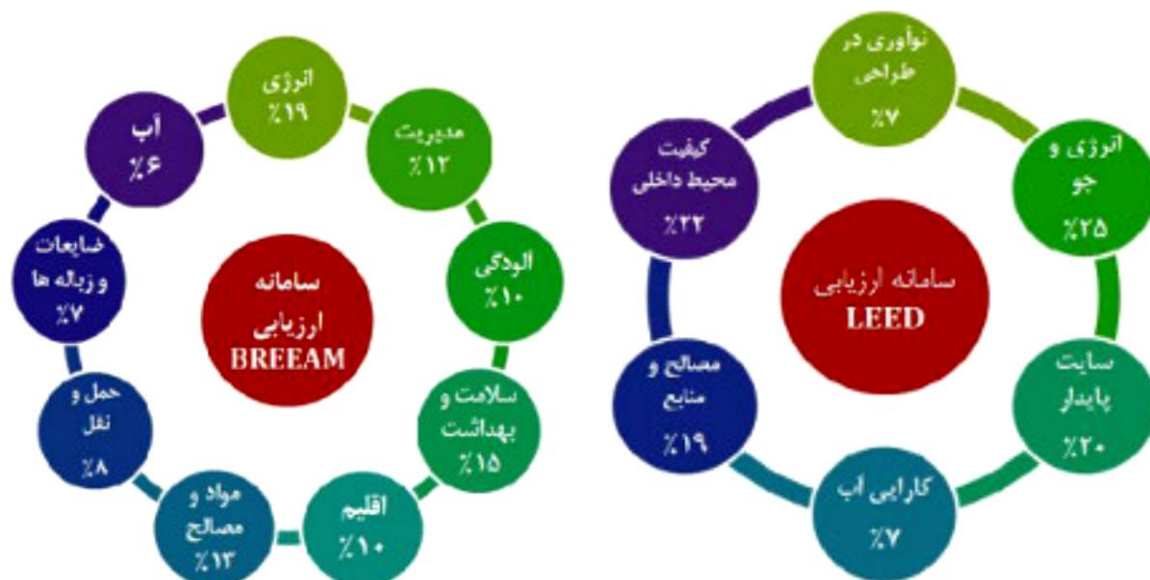 انرژی
٪۱۹
مدیریت
٪۱۲
آلودگی
٪۱۰
سلامت و
بهداشت
٪۱۵
اقلیم
٪۱۰
مواد و
مصالح
٪۱۳
حمل و
نقل
٪۸
ضایعات
و زباله ها
٪۷
آب
٪۶
سامانه
ارزیابی
BREEAM
نوآوری در
طراحی
٪۷
انرژی و
جو
٪۲۵
سایت
پایدار
٪۲۰
کارایی آب
٪۷
مصالح و
منابع
٪۱۹
کیفیت
محیط داخلی
٪۲۲
سامانه ارزیابی
LEED